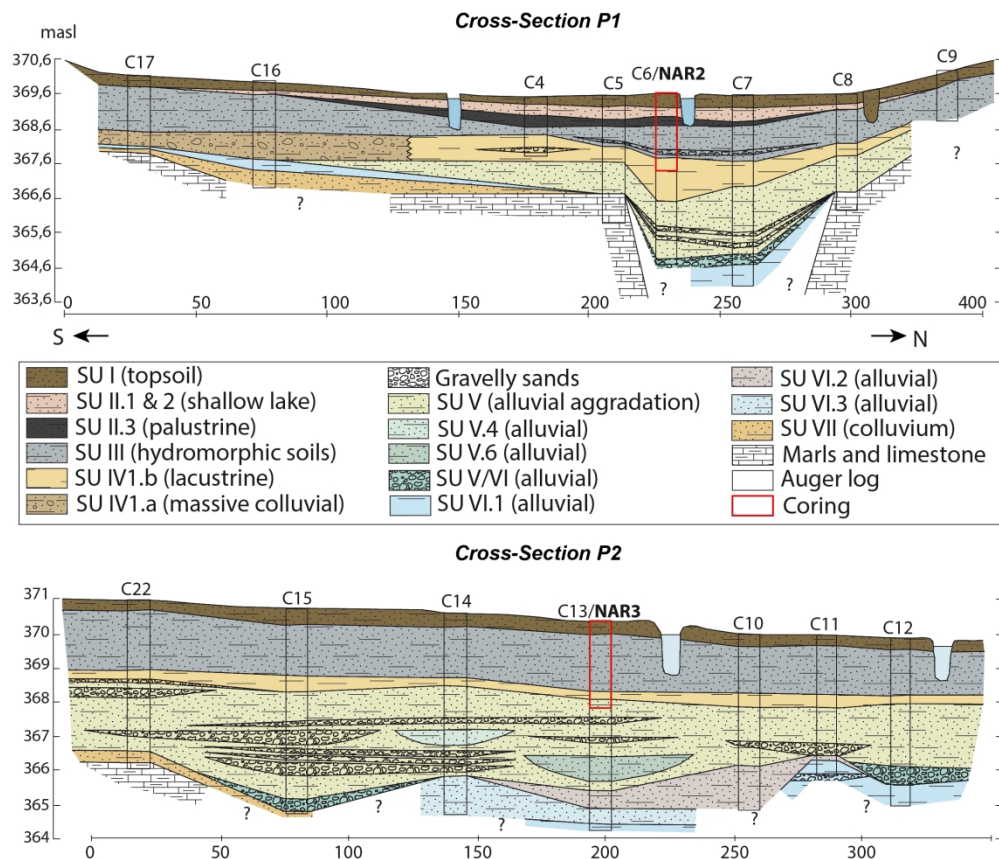 Cross-Section P1
masl
370,6
369,6
368,6
367,6
366,6
365,6
364,6
363,6
C17
C16
C4
C5
C6/NAR2
C7
C8
C9
?
?
?
?
0
50
100
150
200
250
300
400
S
N
SU I (topsoil)
SU II.1 & 2 (shallow lake)
SU II.3 (palustrine)
SU III (hydromorphic soils)
SU IV1.b (lacustrine)
SU IV1.a (massive colluvial)
Gravelly sands
SU V (alluvial aggradation)
SU V.4 (alluvial)
SU V.6 (alluvial)
SU V/VI (alluvial)
SU VI.1 (alluvial)
SU VI.2 (alluvial)
SU VI.3 (alluvial)
SU VII (colluvium)
Marls and limestone
Auger log
Coring
Cross-Section P2
371
370
369
368
367
366
365
364
C22
C15
C14
C13/NAR3
C10
C11
C12
?
?
?
?
?
0
50
100
150
200
250
300